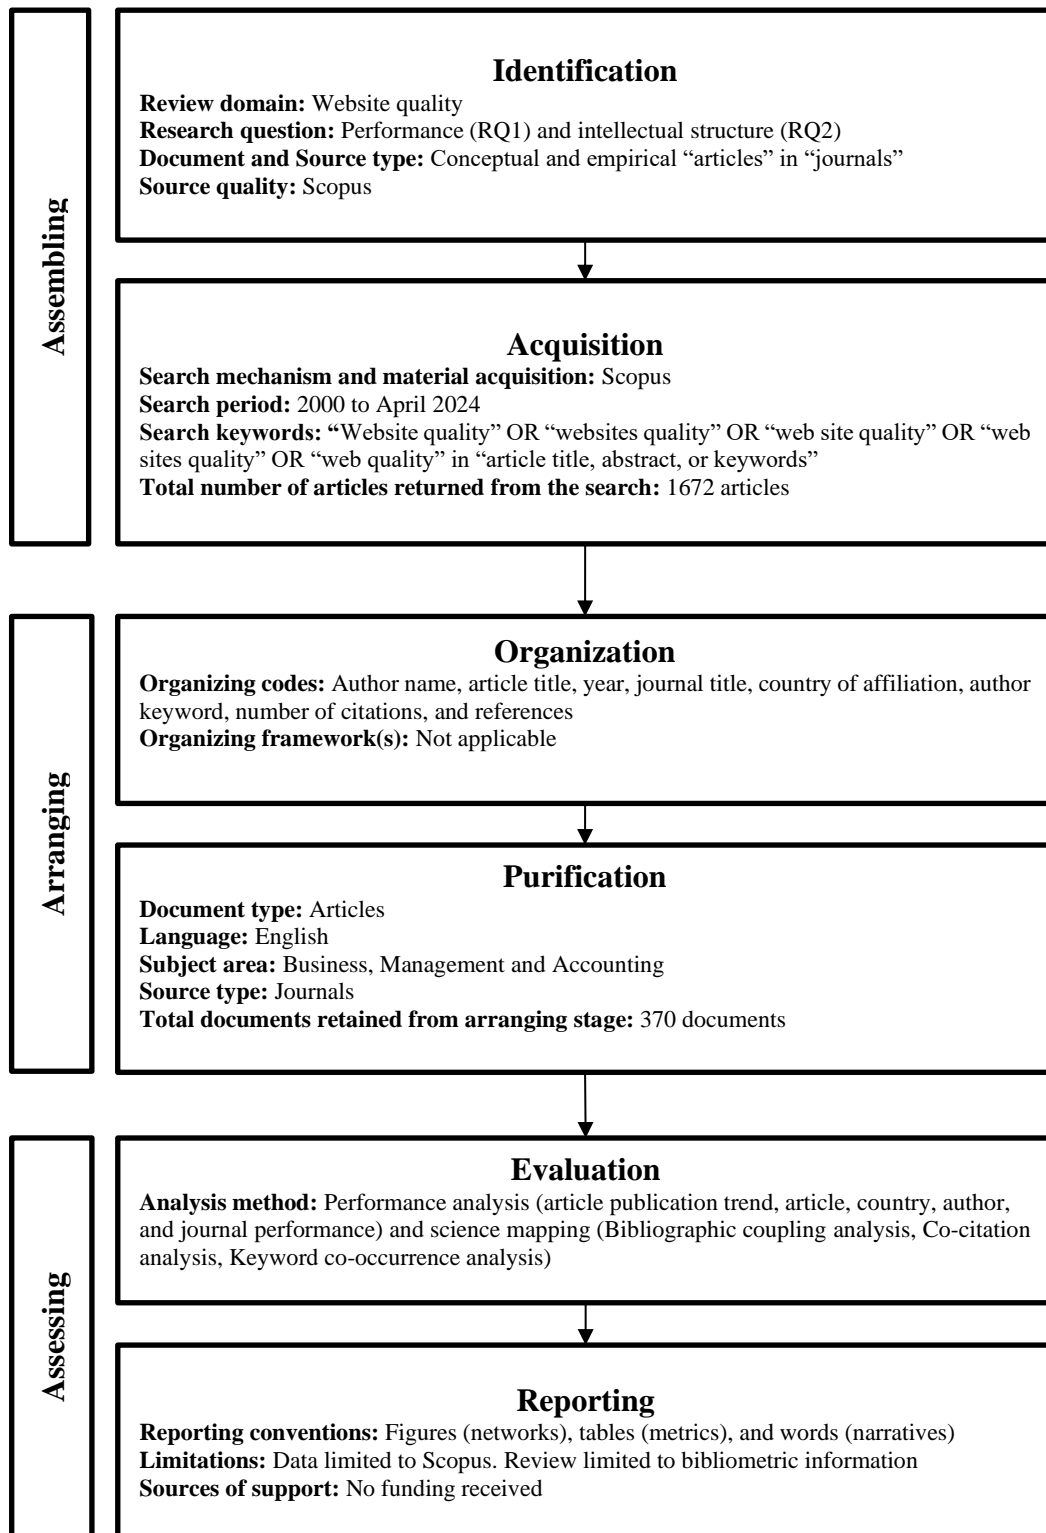 Assembling
Identification
Review domain: Website quality
Research question: Performance (RQ1) and intellectual structure (RQ2)
Document and Source type: Conceptual and empirical “articles” in “journals”
Source quality: Scopus
Acquisition
Search mechanism and material acquisition: Scopus
Search period: 2000 to April 2024
Search keywords: “Website quality” OR “websites quality” OR “web site quality” OR “web
sites quality” OR “web quality” in “article title, abstract, or keywords”
Total number of articles returned from the search: 1672 articles
Arranging
Organization
Organizing codes: Author name, article title, year, journal title, country of affiliation, author
keyword, number of citations, and references
Organizing framework(s): Not applicable
Purification
Document type: Articles
Language: English
Subject area: Business, Management and Accounting
Source type: Journals
Total documents retained from arranging stage: 370 documents
Assessing
Evaluation
Analysis method: Performance analysis (article publication trend, article, country, author,
and journal performance) and science mapping (Bibliographic coupling analysis, Co-citation
analysis, Keyword co-occurrence analysis)
Reporting
Reporting conventions: Figures (networks), tables (metrics), and words (narratives)
Limitations: Data limited to Scopus. Review limited to bibliometric information
Sources of support: No funding received